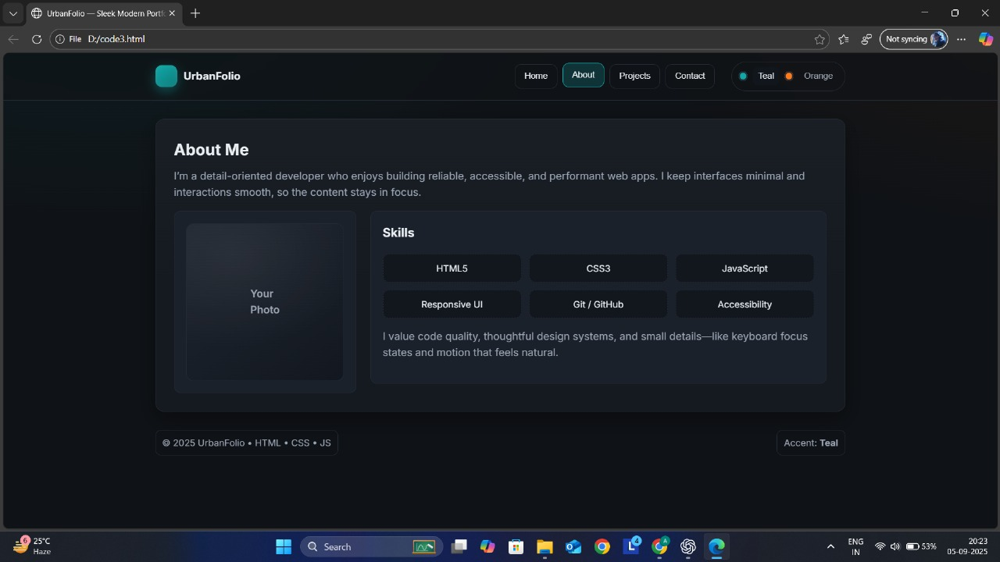 UrbanFolio — Sleek Modern Portf
File D:/code3.html
Not syncing
UrbanFolio
Home
About
Projects
Contact
Teal
Orange
About Me
I’m a detail-oriented developer who enjoys building reliable, accessible, and performant web apps. I keep interfaces minimal and
interactions smooth, so the content stays in focus.
Your
Photo
Skills
HTML5
CSS3
JavaScript
Responsive UI
Git / GitHub
Accessibility
I value code quality, thoughtful design systems, and small details—like keyboard focus
states and motion that feels natural.
© 2025 UrbanFolio • HTML • CSS • JS
Accent: Teal
6
25°C
Haze
Search
L
4
A
ENG
IN
53%
20:23
05-09-2025